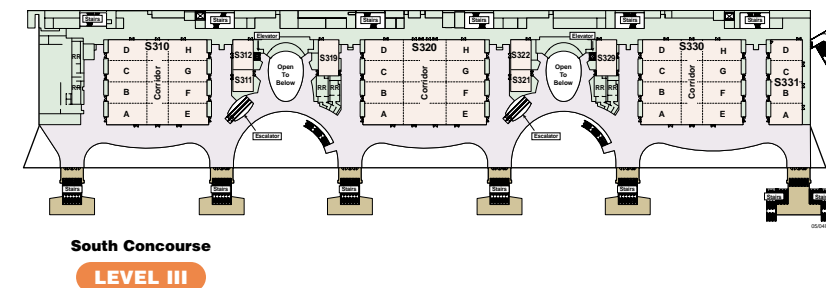 Stairs Stairs Stairs Stairs Stairs Stairs
Elevator Elevator
D S310 H S312 S319 D S320 H S322 S329 D S330 H D
RR C Corridor G S311 Open To Below RR RR C Corridor G S321 Open To Below RR RR C Corridor G C S331
RR B F B F B F B
A E A E A E A
Escalator Escalator
Stairs Stairs Stairs Stairs Stairs Stairs Stairs
South Concourse
LEVEL III